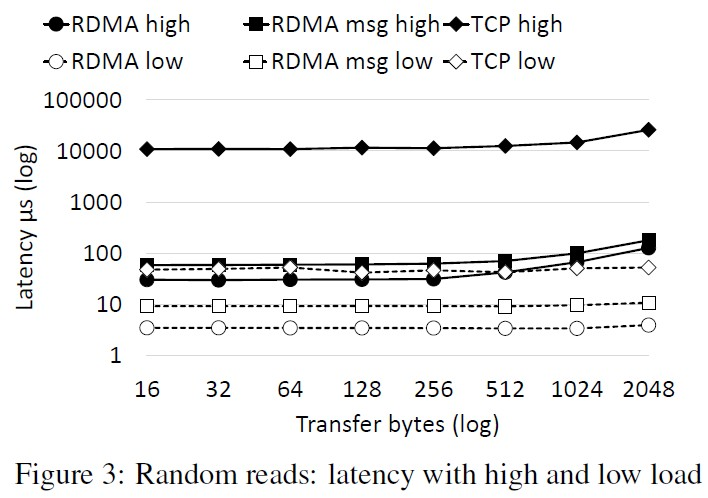 RDMA high RDMA msg high TCP high
RDMA low RDMA msg low TCP low
100000
10000
1000
100
10
1
Latency µs (log)
16 32 64 128 256 512 1024 2048
Transfer bytes (log)
Figure 3: Random reads: latency with high and low load